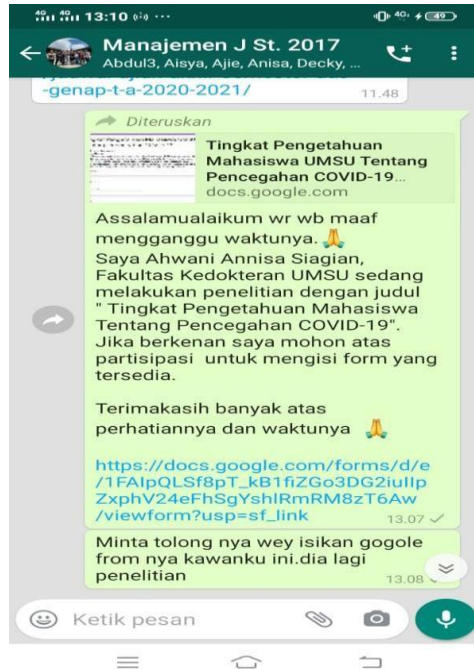 4G 4G 13:10
4G 49
Manajemen J St. 2017
Abdul3, Aisya, Ajie, Anisa, Decky, ...
-genap-t-a-2020-2021/
11.48
Diteruskan
Tingkat Pengetahuan
Mahasiswa UMSU Tentang
Pencegahan COVID-19...
docs.google.com
Assalamualaikum wr wb maaf
mengganggu waktunya.🙏
Saya Ahwani Annisa Siagian,
Fakultas Kedokteran UMSU sedang
melakukan penelitian dengan judul
" Tingkat Pengetahuan Mahasiswa
Tentang Pencegahan COVID-19".
Jika berkenan saya mohon atas
partisipasi untuk mengisi form yang
tersedia.
Terimakasih banyak atas
perhatiannya dan waktunya 🙏
https://docs.google.com/forms/d/e
/1FAIpQLSf8pT_kB1fiZGo3DG2iuIIp
ZxphV24eFhSgYshlRmRM8zT6Aw
/viewform?usp=sf_link
13.07
Minta tolong nya wey isikan gogole
from nya kawanku ini.dia lagi
penelitian
13.08
Ketik pesan